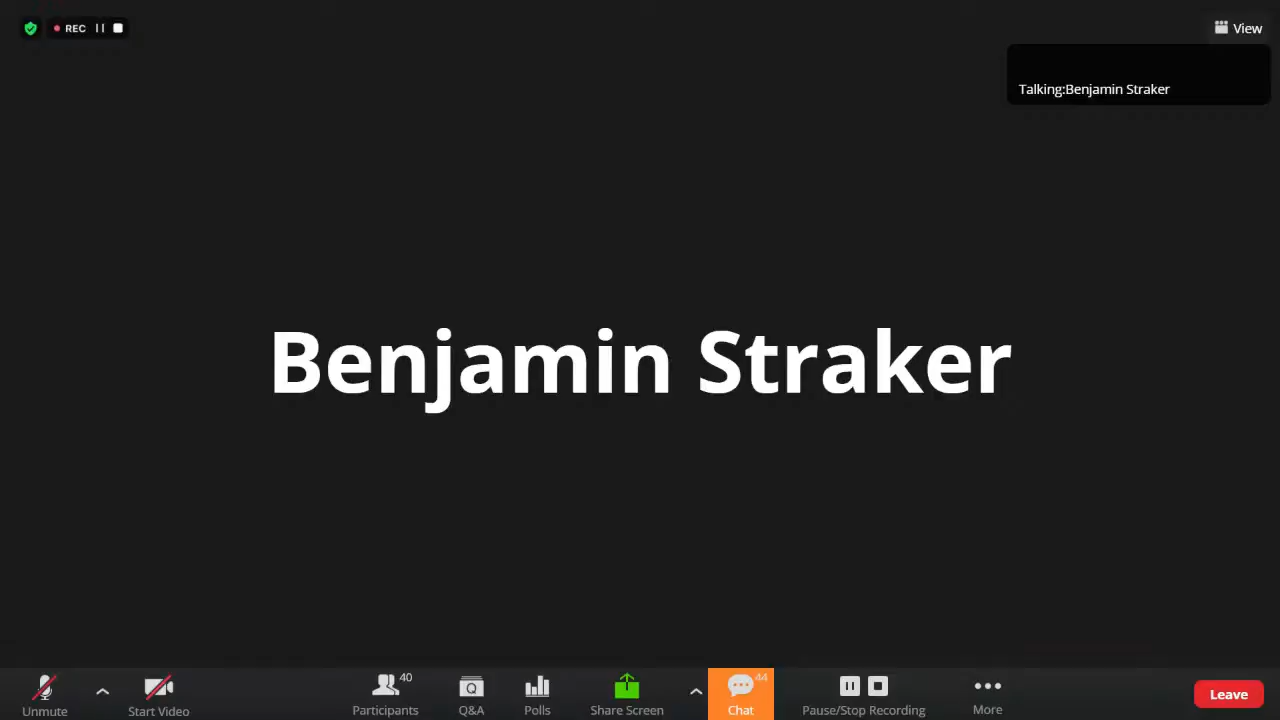 REC
View
Talking:Benjamin Straker
Benjamin Straker
Unmute
Start Video
Participants 40
Q
Q&A
Polls
Share Screen
Chat 44
Pause/Stop Recording
More
Leave